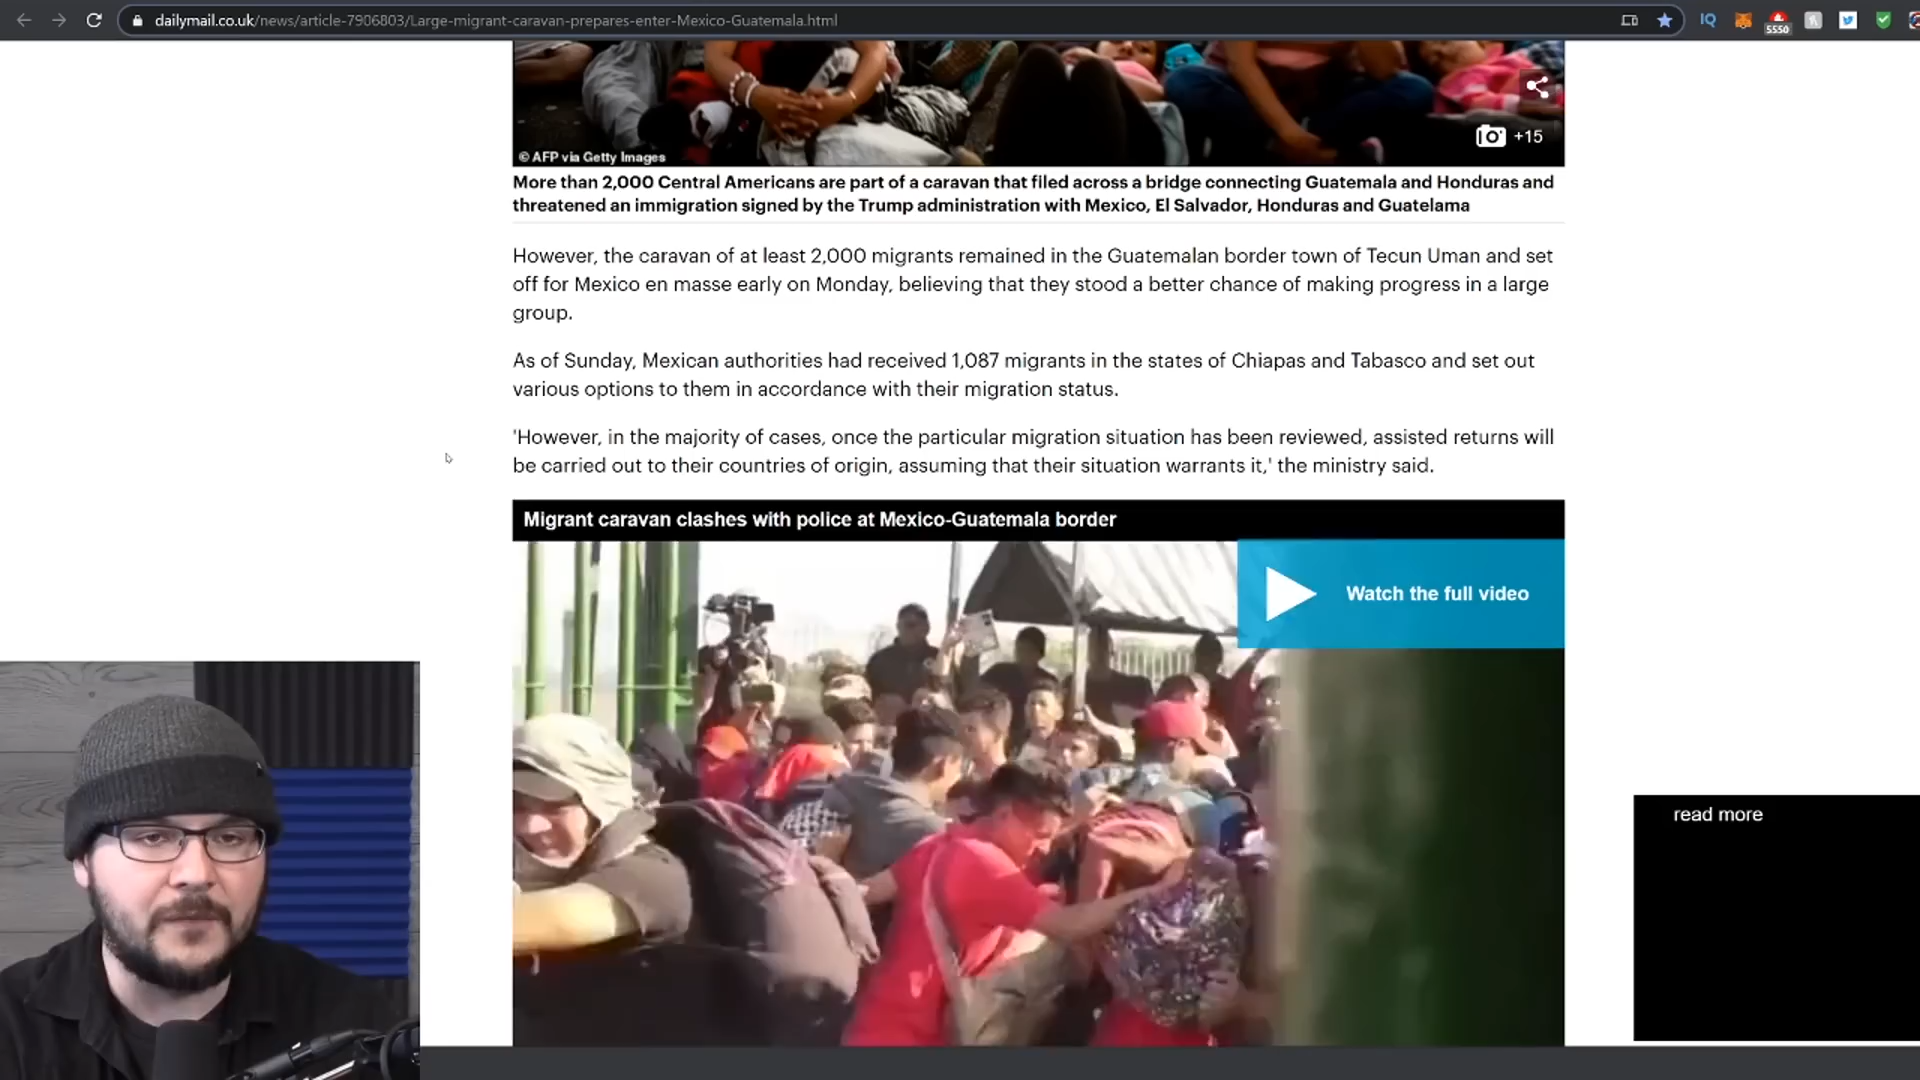 dailymail.co.uk/news/article-7906803/Large-migrant-caravan-prepares-enter-Mexico-Guatemala.html
IQ
5550
+15
© AFP via Getty Images
More than 2,000 Central Americans are part of a caravan that filed across a bridge connecting Guatemala and Honduras and
threatened an immigration signed by the Trump administration with Mexico, El Salvador, Honduras and Guatelama
However, the caravan of at least 2,000 migrants remained in the Guatemalan border town of Tecun Uman and set
off for Mexico en masse early on Monday, believing that they stood a better chance of making progress in a large
group.
As of Sunday, Mexican authorities had received 1,087 migrants in the states of Chiapas and Tabasco and set out
various options to them in accordance with their migration status.
'However, in the majority of cases, once the particular migration situation has been reviewed, assisted returns will
be carried out to their countries of origin, assuming that their situation warrants it,' the ministry said.
Migrant caravan clashes with police at Mexico-Guatemala border
Watch the full video
read more